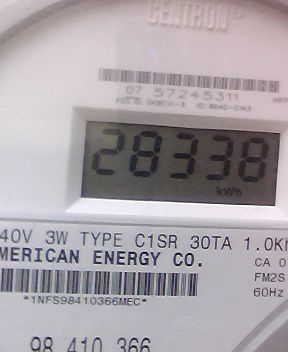 CENTRON®
07 57245311
28338
kWh
40V 3W TYPE C1SR 30TA 1.0Kh
MERICAN ENERGY CO.
CA 0
FM2S
60Hz
*1NFS98410366MEC*
98 410 366